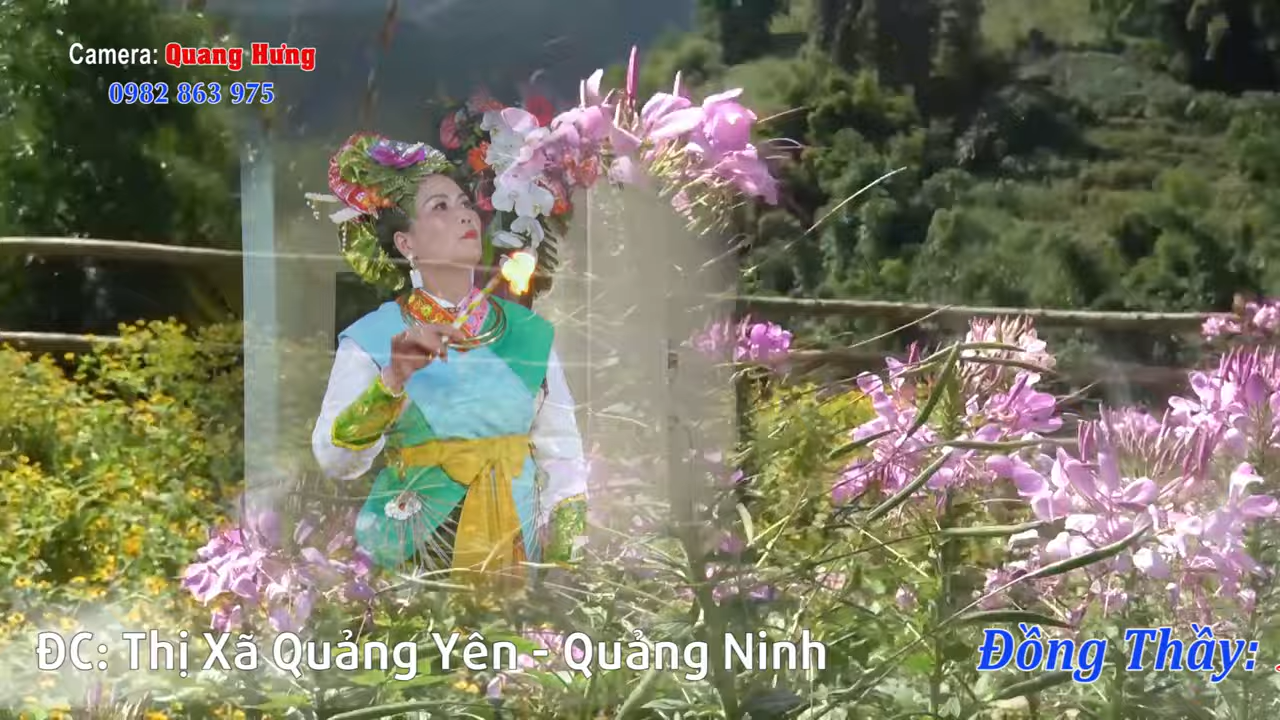 Camera: Quang Hưng
0982 863 975
ĐC: Thị Xã Quảng Yên - Quảng Ninh
Đồng Thầy: